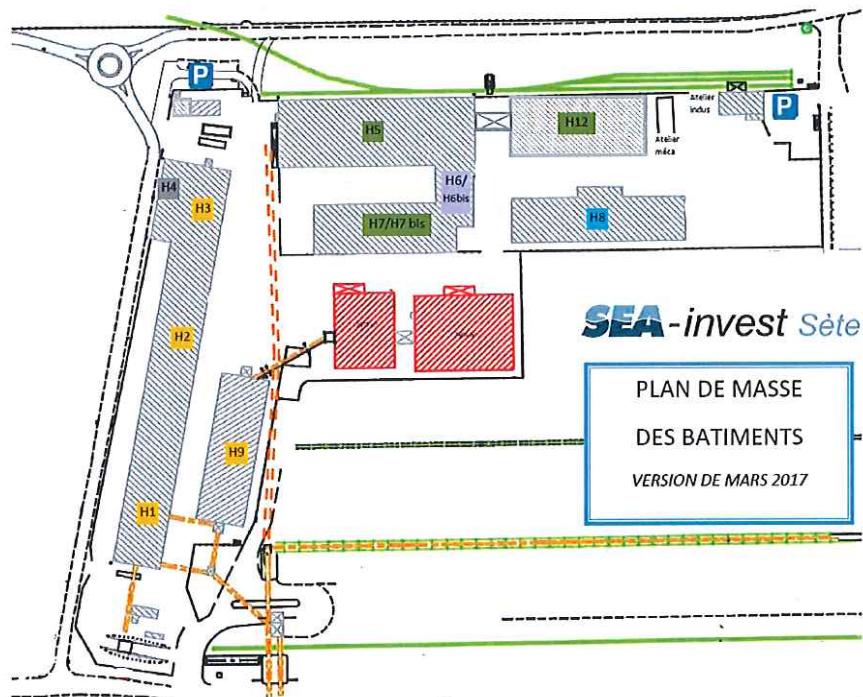 P
Atelier
indus
P
H5
H12
Atelier
méca
H4
H3
H6/
H6bis
H7/H7 bis
H8
SEA-invest Sète
H2
PLAN DE MASSE
DES BATIMENTS
VERSION DE MARS 2017
H9
H1